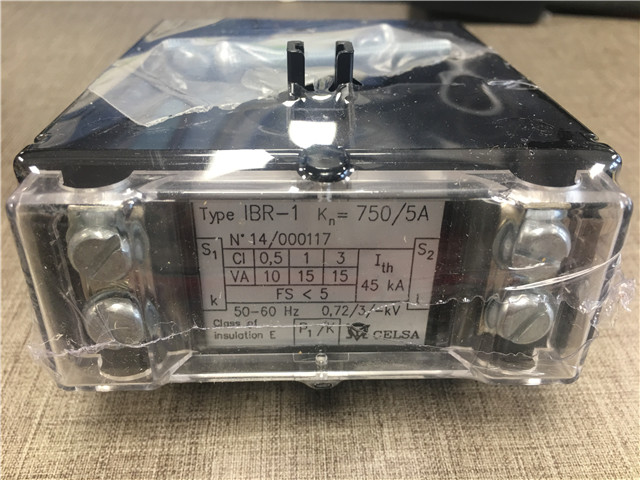 Type IBR-1 Kn= 750/5A
N° 14/000117
S1 S2
Cl 0,5 1 3 Ith
VA 10 15 15 45 kA
k FS < 5 l
50-60 Hz 0,72/3/-kV
Class of
insulation E P1/K CELSA